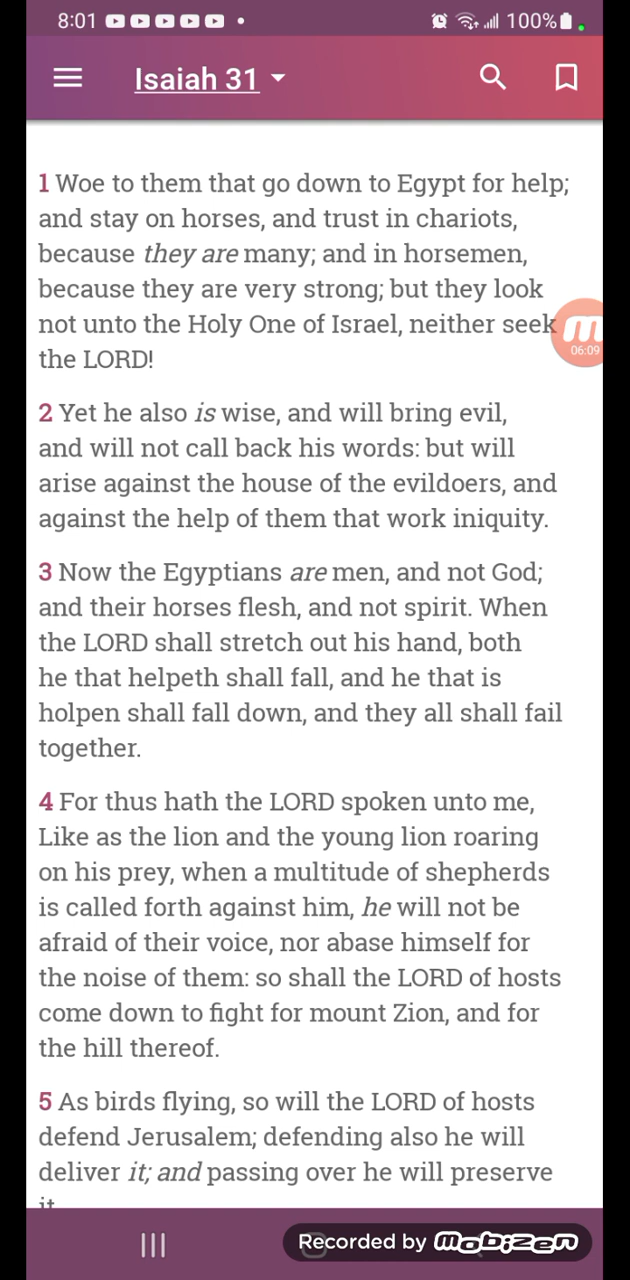 8:01
100%
Isaiah 31
1 Woe to them that go down to Egypt for help;
and stay on horses, and trust in chariots,
because they are many; and in horsemen,
because they are very strong; but they look
not unto the Holy One of Israel, neither seek
the LORD!
06:09
2 Yet he also is wise, and will bring evil,
and will not call back his words: but will
arise against the house of the evildoers, and
against the help of them that work iniquity.
3 Now the Egyptians are men, and not God;
and their horses flesh, and not spirit. When
the LORD shall stretch out his hand, both
he that helpeth shall fall, and he that is
holpen shall fall down, and they all shall fail
together.
4 For thus hath the LORD spoken unto me,
Like as the lion and the young lion roaring
on his prey, when a multitude of shepherds
is called forth against him, he will not be
afraid of their voice, nor abase himself for
the noise of them: so shall the LORD of hosts
come down to fight for mount Zion, and for
the hill thereof.
5 As birds flying, so will the LORD of hosts
defend Jerusalem; defending also he will
deliver it; and passing over he will preserve
it
Recorded by mobizen